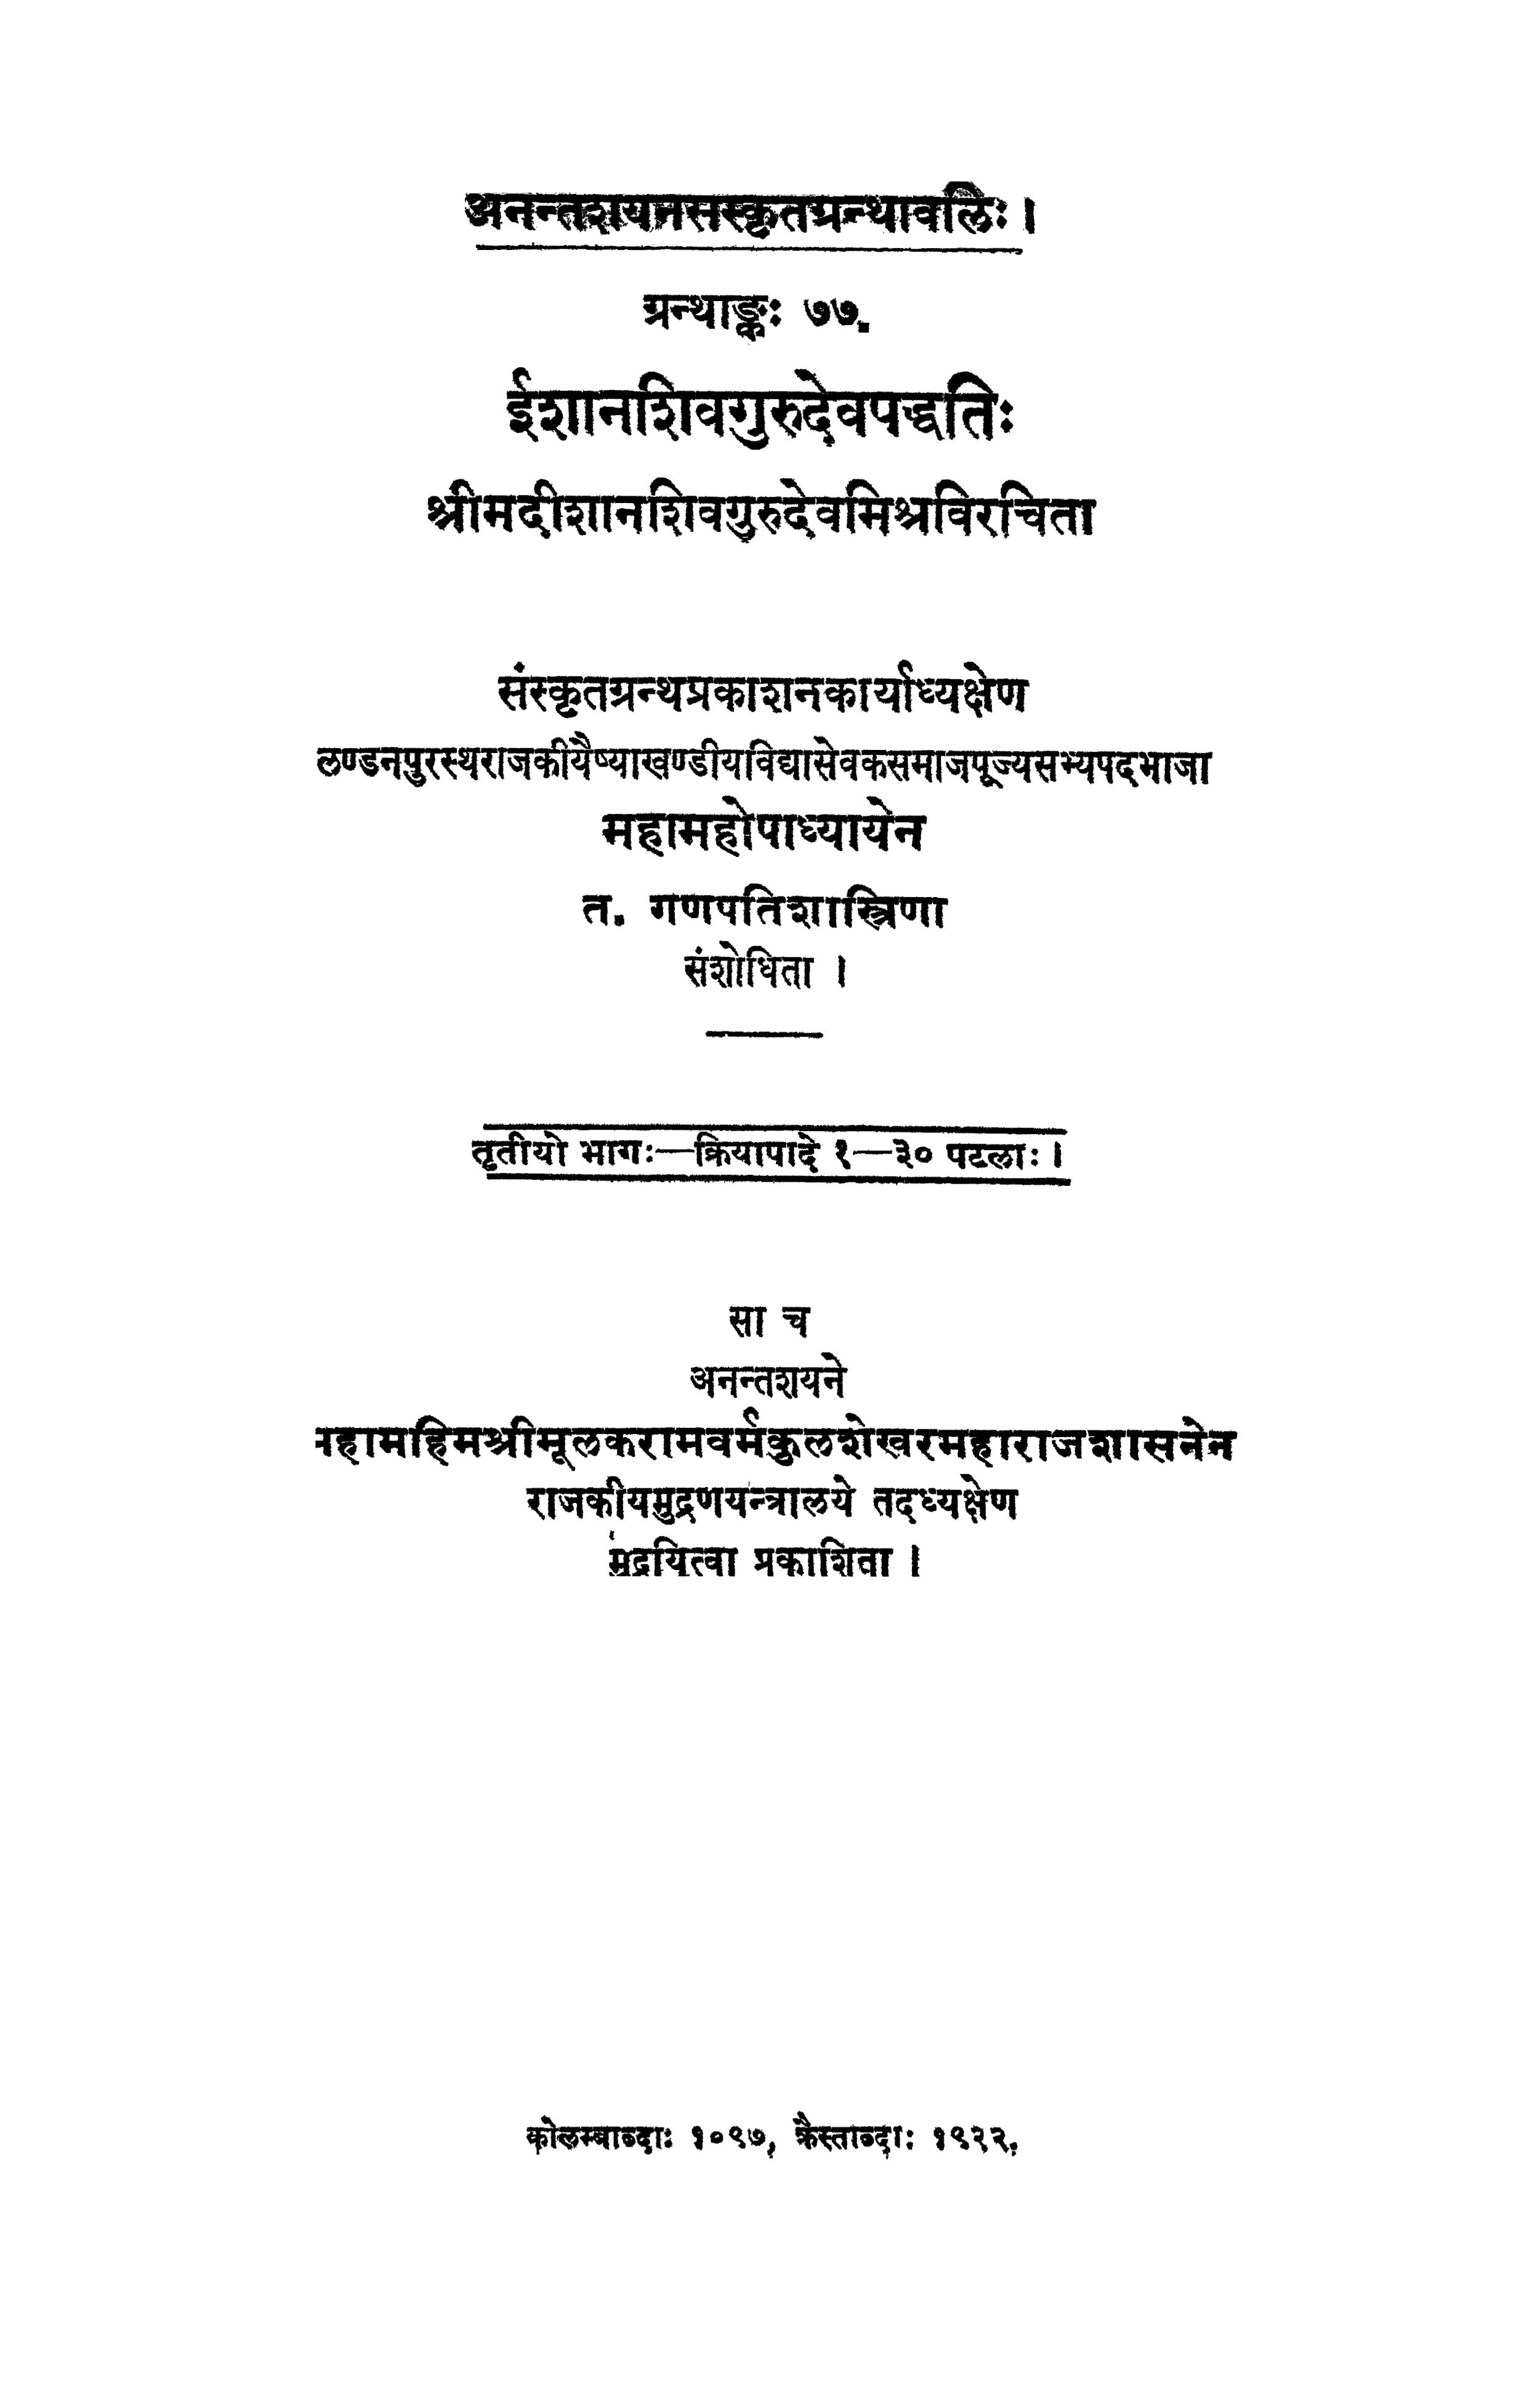 अनन्तशयनसंस्कृतग्रन्थावलिः।
ग्रन्थाङ्कः ७७.
ईशानशिवगुरुदेवपद्धतिः
श्रीमदीशानशिवगुरुदेवमिश्रविरचिता
संस्कृतग्रन्थप्रकाशनकार्याध्यक्षेण
लण्डनपुरस्थराजकीयैष्याखण्डीयविद्यासेवकसमाजपूज्यसभ्यपदभाजा
महामहोपाध्यायेन
त. गणपतिशास्त्रिणा
संशोधिता ।
तृतीयो भागः—क्रियापादे १—३० पटलाः।
सा च
अनन्तशयने
महामहिमश्रीमूलकरामवर्मकुलशेखरमहाराजशासनेन
राजकीयमुद्रणयन्त्रालये तदध्यक्षेण
मुद्रयित्वा प्रकाशिता ।
कोलम्बाब्दाः १०९७, क्रैस्ताब्दाः १९२२.